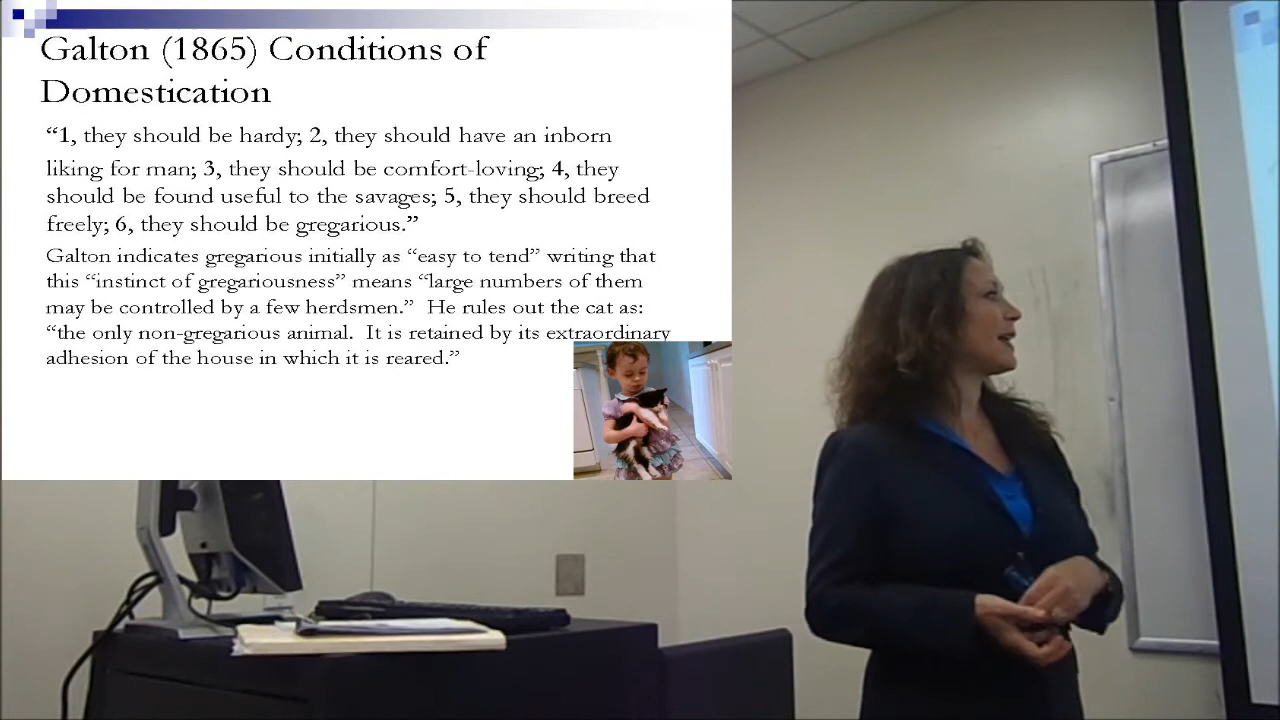 Galton (1865) Conditions of
Domestication
“1, they should be hardy; 2, they should have an inborn
liking for man; 3, they should be comfort-loving; 4, they
should be found useful to the savages; 5, they should breed
freely; 6, they should be gregarious.”
Galton indicates gregarious initially as “easy to tend” writing that
this “instinct of gregariousness” means “large numbers of them
may be controlled by a few herdsmen.” He rules out the cat as:
“the only non-gregarious animal. It is retained by its extraordinary
adhesion of the house in which it is reared.”